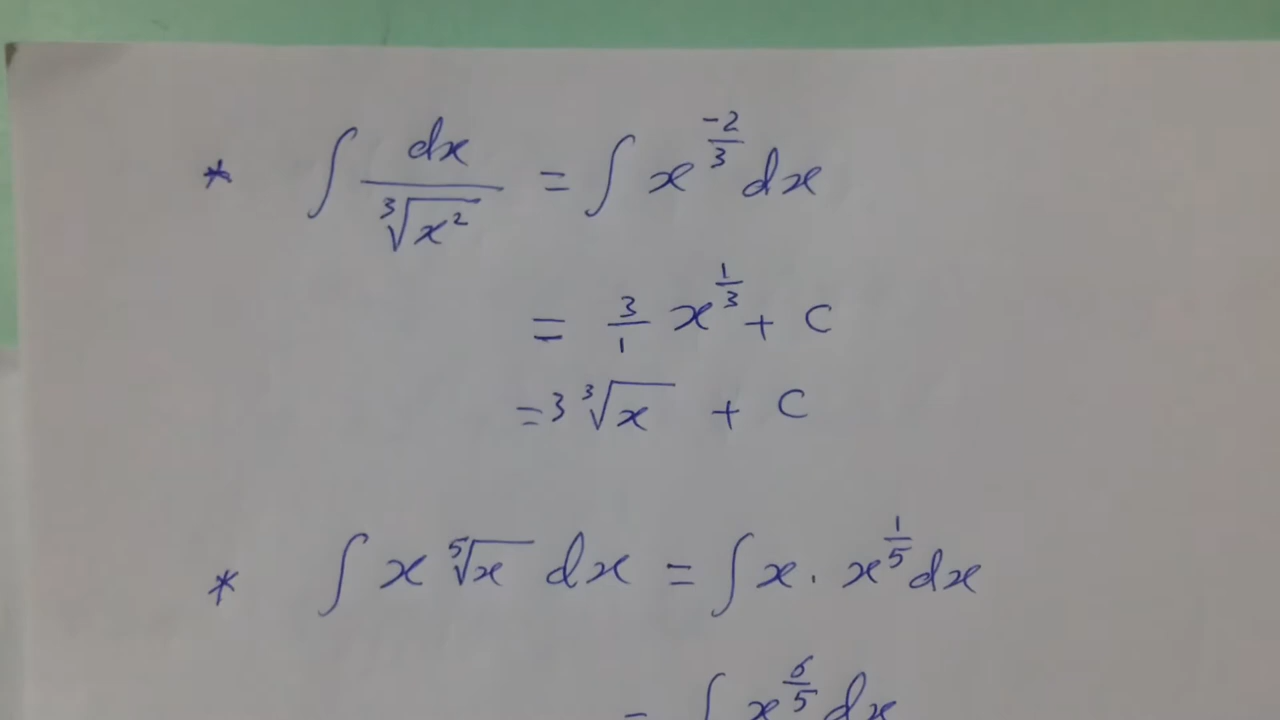 * ∫ dx / ∛(x²) = ∫ x^(-2/3) dx
= 3/1 x^(1/3) + C
= 3 ∛x + C
* ∫ x ⁵√x dx = ∫ x . x^(1/5) dx
= ∫ x^(6/5) dx